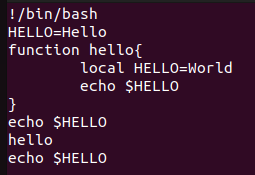 !/bin/bash
HELLO=Hello
function hello{
        local HELLO=World
        echo $HELLO
}
echo $HELLO
hello
echo $HELLO